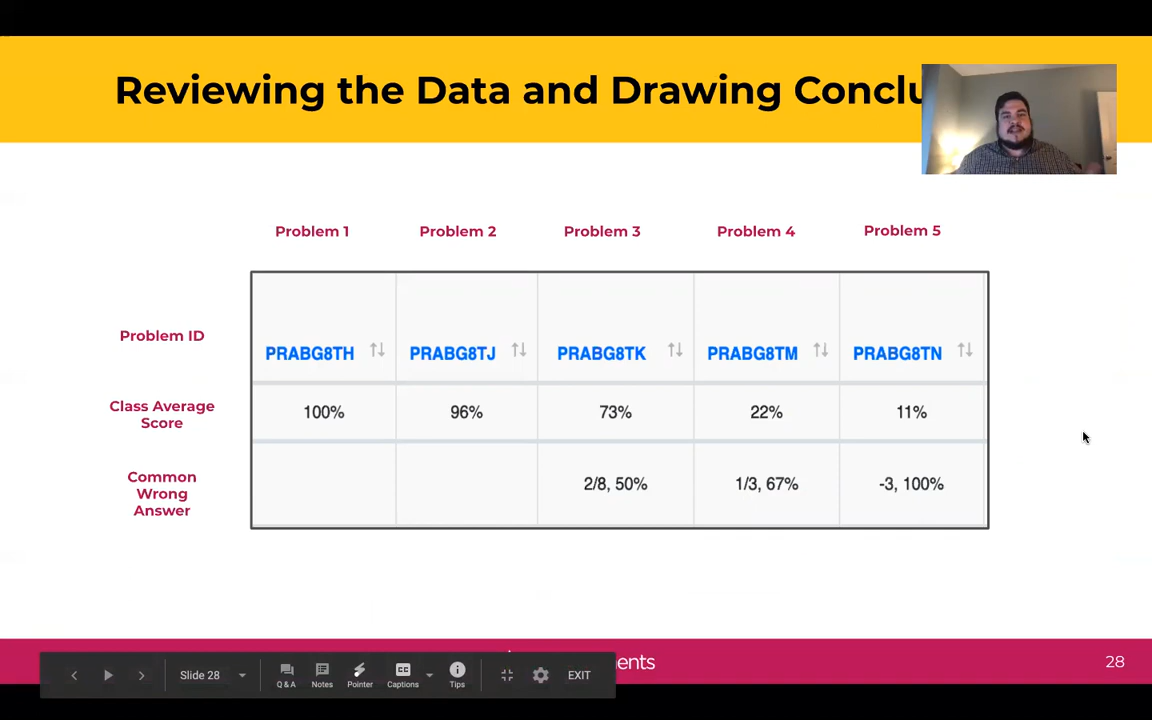 Reviewing the Data and Drawing
Problem 1 Problem 2 Problem 3 Problem 4 Problem 5
Problem ID
PRABG8TH PRABG8TJ PRABG8TK PRABG8TM PRABG8TN
Class Average
Score
100% 96% 73% 22% 11%
Common
Wrong
Answer
2/8, 50% 1/3, 67% -3, 100%
28
Slide 28
Q & A Notes Pointer Captions Tips
EXIT